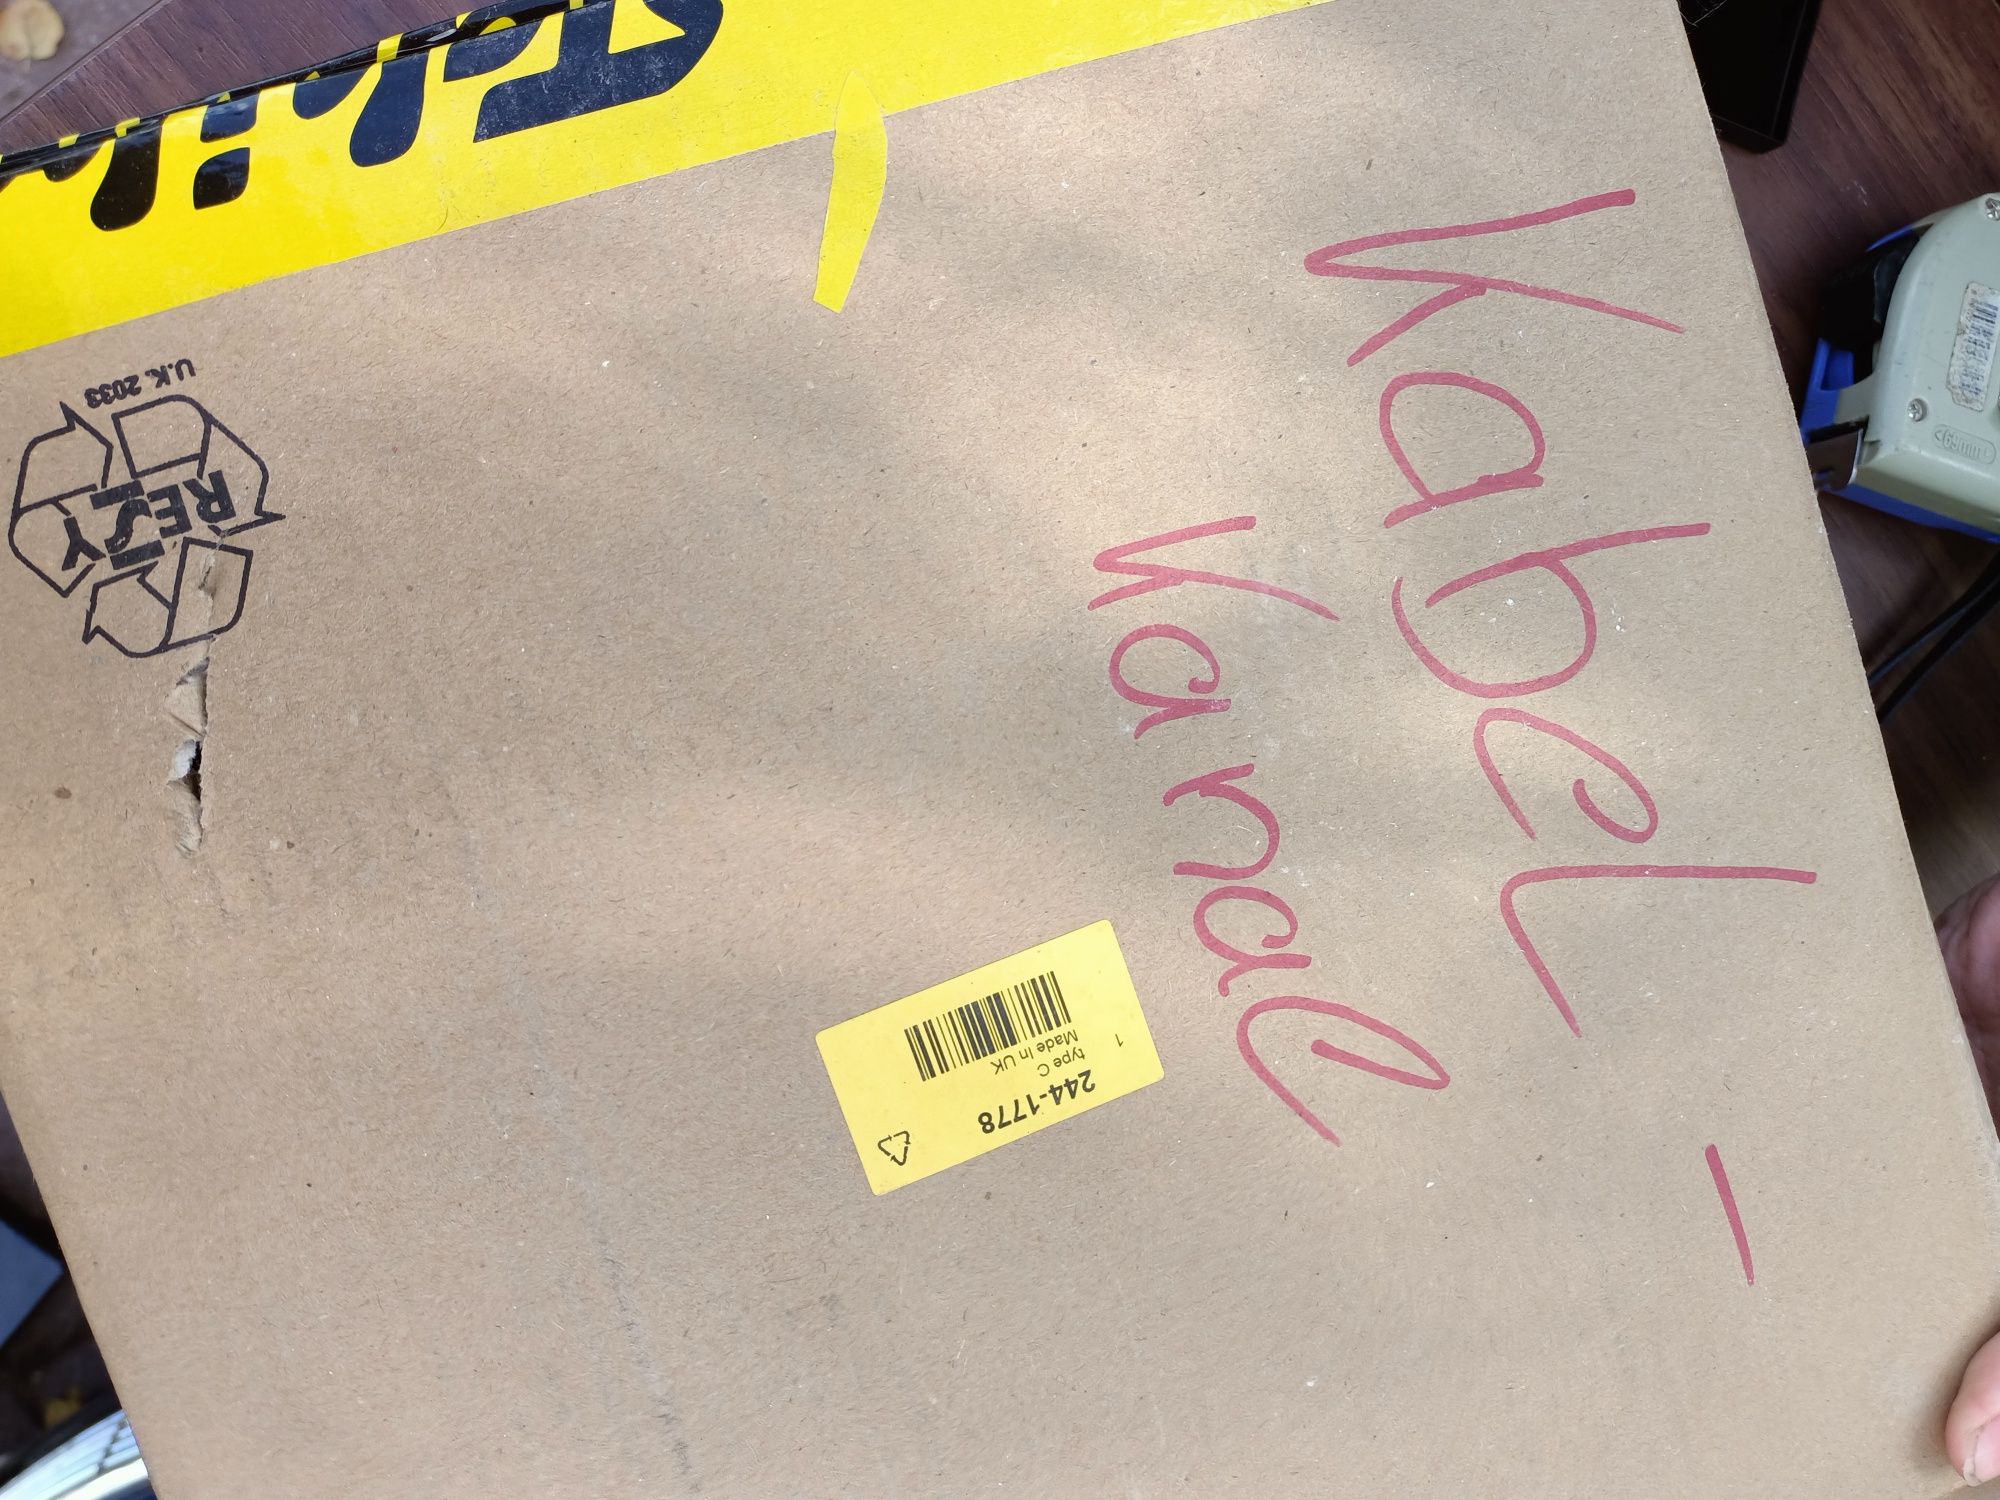 Kabel-
Kanal
244-1778
type C
Made in UK
1
RESY
U.K. 2033